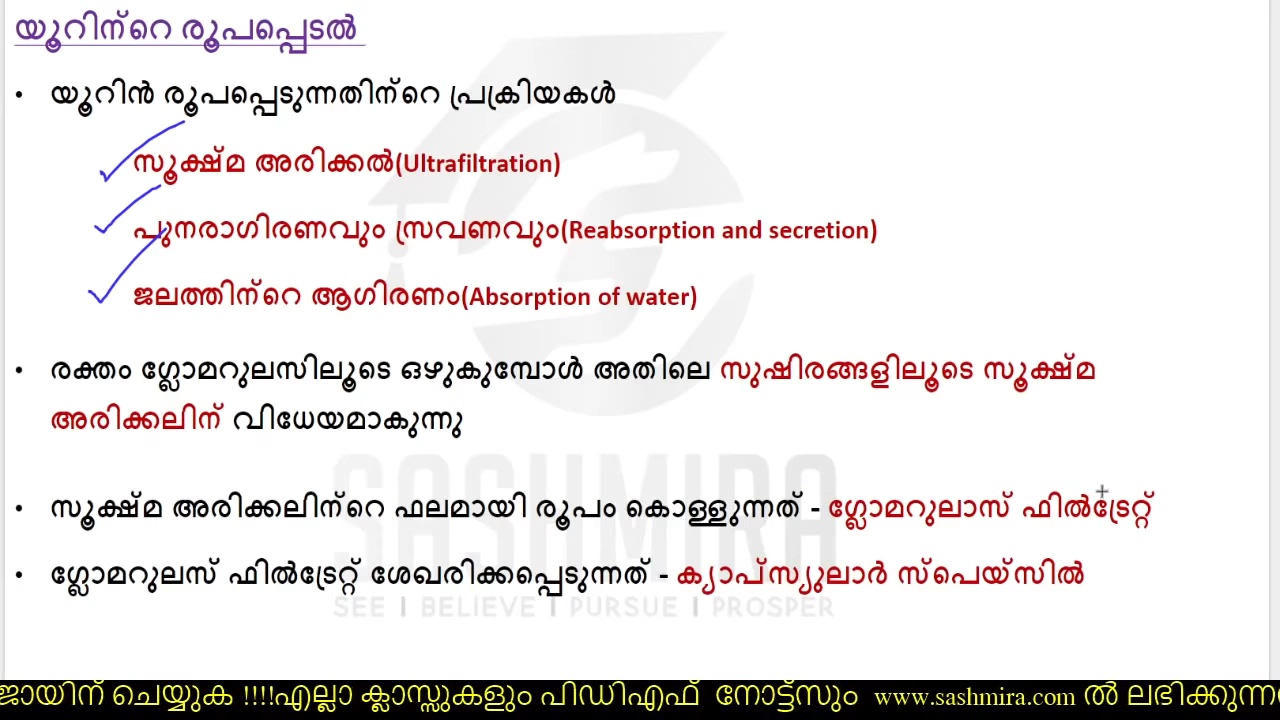 യൂറിന്റെ രൂപപ്പെടൽ
• യൂറിൻ രൂപപ്പെടുന്നതിന്റെ പ്രക്രിയകൾ
സൂക്ഷ്മ അരിക്കൽ(Ultrafiltration)
പുനരാഗിരണവും സ്രവണവും(Reabsorption and secretion)
ജലത്തിന്റെ ആഗിരണം(Absorption of water)
• രക്തം ഗ്ലോമറുലസിലൂടെ ഒഴുകുമ്പോൾ അതിലെ സുഷിരങ്ങളിലൂടെ സൂക്ഷ്മ
അരിക്കലിന് വിധേയമാകുന്നു
• സൂക്ഷ്മ അരിക്കലിന്റെ ഫലമായി രൂപം കൊള്ളുന്നത് - ഗ്ലോമറുലാസ് ഫിൽട്രേറ്റ്
• ഗ്ലോമറുലസ് ഫിൽട്രേറ്റ് ശേഖരിക്കപ്പെടുന്നത് - ക്യാപ്സ്യുലാർ സ്പെയ്സിൽ
SASHMIRA
SEE I BELIEVE I PURSUE I PROSPER
ജോയിന് ചെയ്യുക !!!!എല്ലാ ക്ലാസ്സുകളും പിഡിഎഫ് നോട്ട്സും www.sashmira.com ൽ